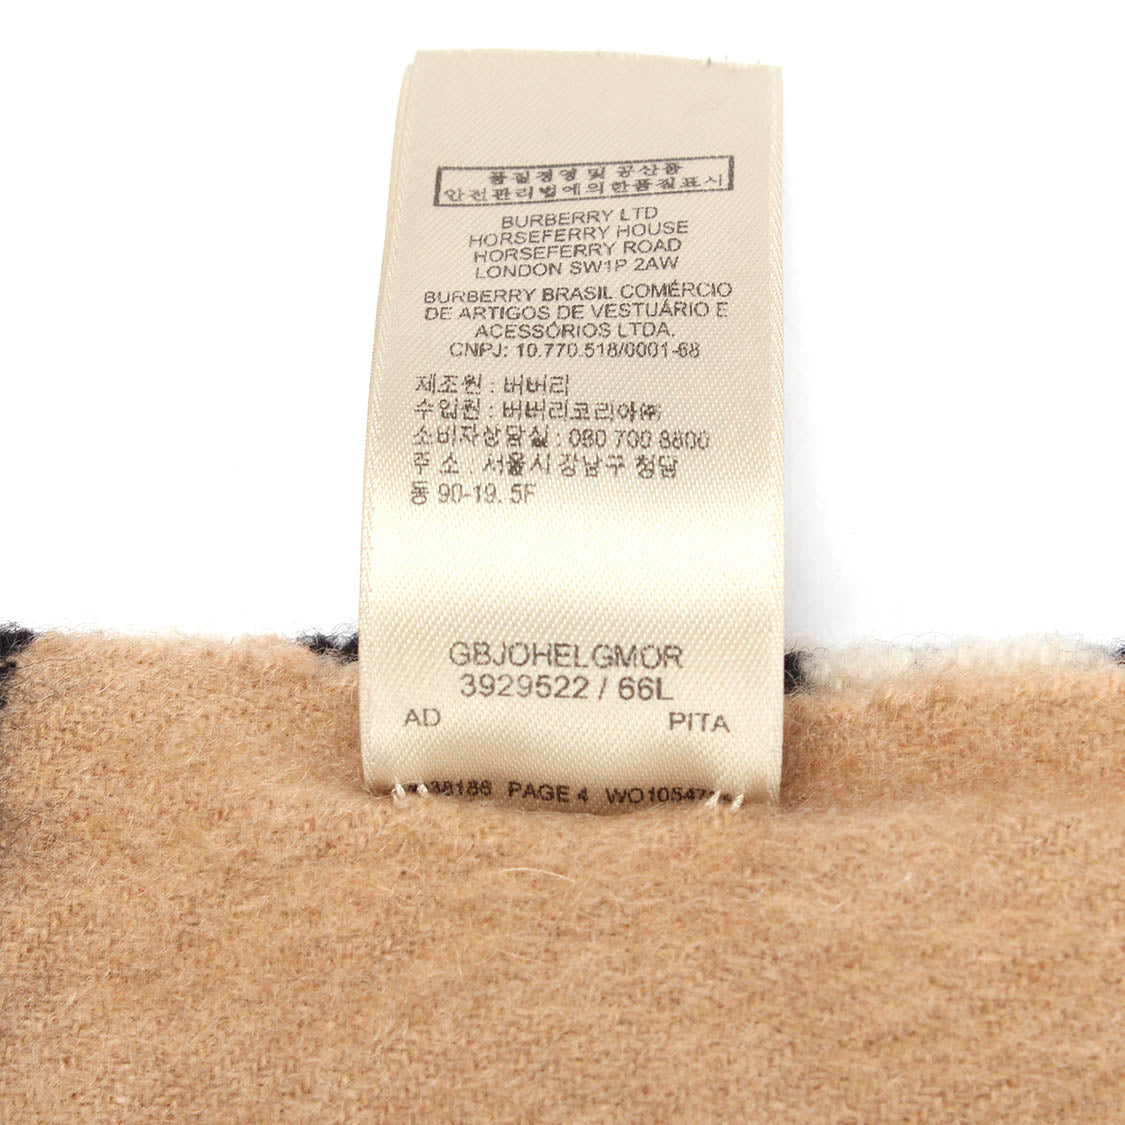 품질경영 및 공산품
안전관리법에의한품질표시
BURBERRY LTD
HORSEFERRY HOUSE
HORSEFERRY ROAD
LONDON SW1P 2AW
BURBERRY BRASIL COMÉRCIO
DE ARTIGOS DE VESTUÁRIO E
ACESSÓRIOS LTDA.
CNPJ: 10.770.518/0001-68
제조원 : 버버리
수입원 : 버버리코리아㈜
소비자상담실 : 080 700 8800
주 소 : 서울시 강남구 청담
동 90-19. 5F
GBJOHELGMOR
3929522 / 66L
AD PITA
PAGE 4